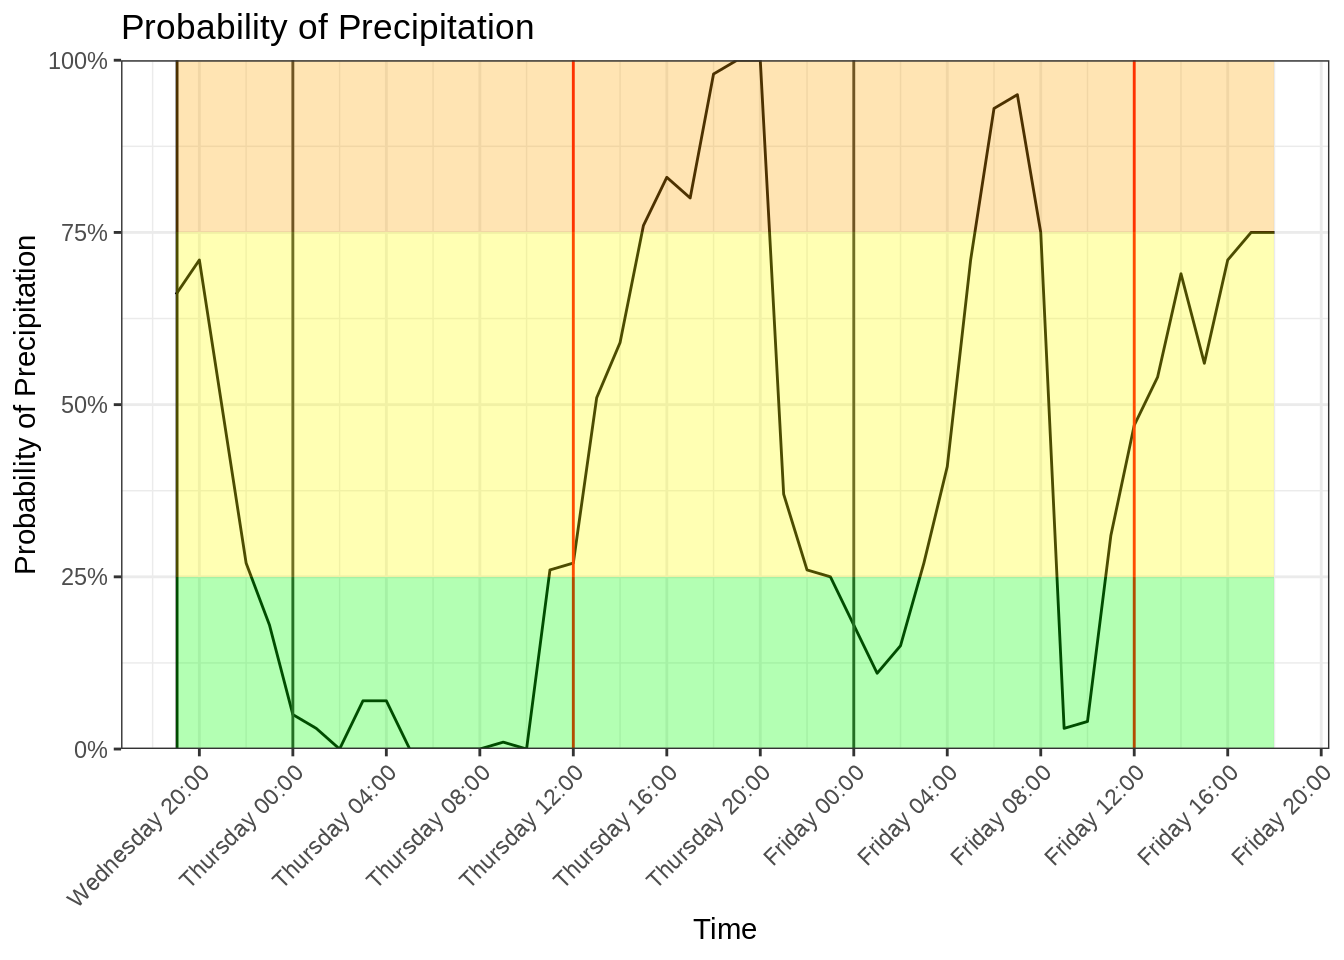 Probability of Precipitation
Probability of Precipitation
100%
75%
50%
25%
0%
Wednesday 20:00
Thursday 00:00
Thursday 04:00
Thursday 08:00
Thursday 12:00
Thursday 16:00
Thursday 20:00
Friday 00:00
Friday 04:00
Friday 08:00
Friday 12:00
Friday 16:00
Friday 20:00
Time